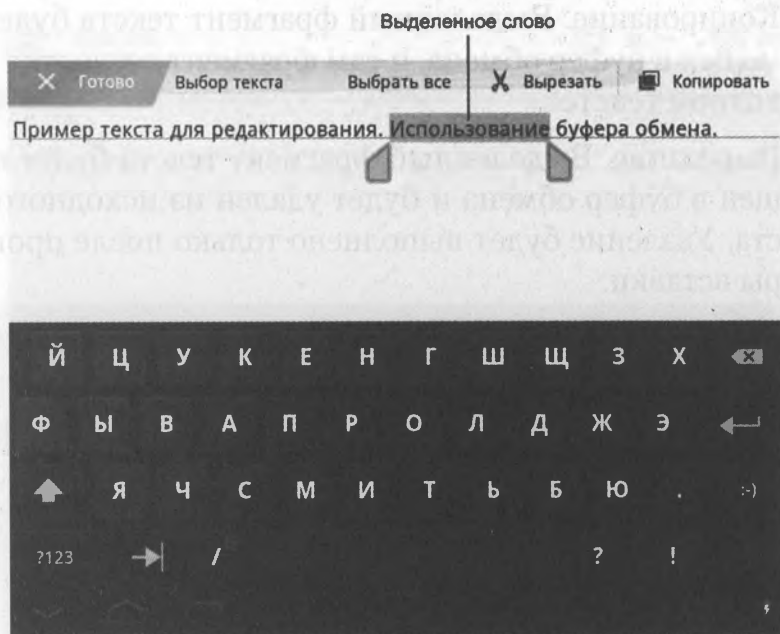 Выделенное слово
Готово Выбор текста Выбрать все Вырезать Копировать
Пример текста для редактирования. Использование буфера обмена.
Й Ц У К Е Н Г Ш Щ З Х
Ф Ы В А П Р О Л Д Ж Э
Я Ч С М И Т Ь Б Ю . :-)
?123 / ? !